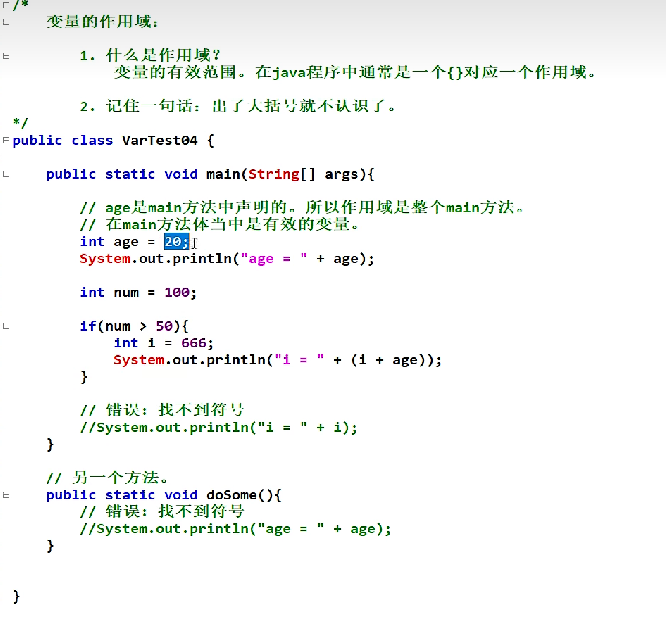 /*
变量的作用域:
1. 什么是作用域?
变量的有效范围。在java程序中通常是一个{}对应一个作用域。
2. 记住一句话: 出了大括号就不认识了。
*/
public class VarTest04 {
public static void main(String[] args){
// age是main方法中声明的。所以作用域是整个main方法。
// 在main方法体当中是有效的变量。
int age = 20;
System.out.println("age = " + age);
int num = 100;
if(num > 50){
int i = 666;
System.out.println("i = " + (i + age));
}
// 错误: 找不到符号
//System.out.println("i = " + i);
}
// 另一个方法。
public static void doSome(){
// 错误: 找不到符号
//System.out.println("age = " + age);
}
}